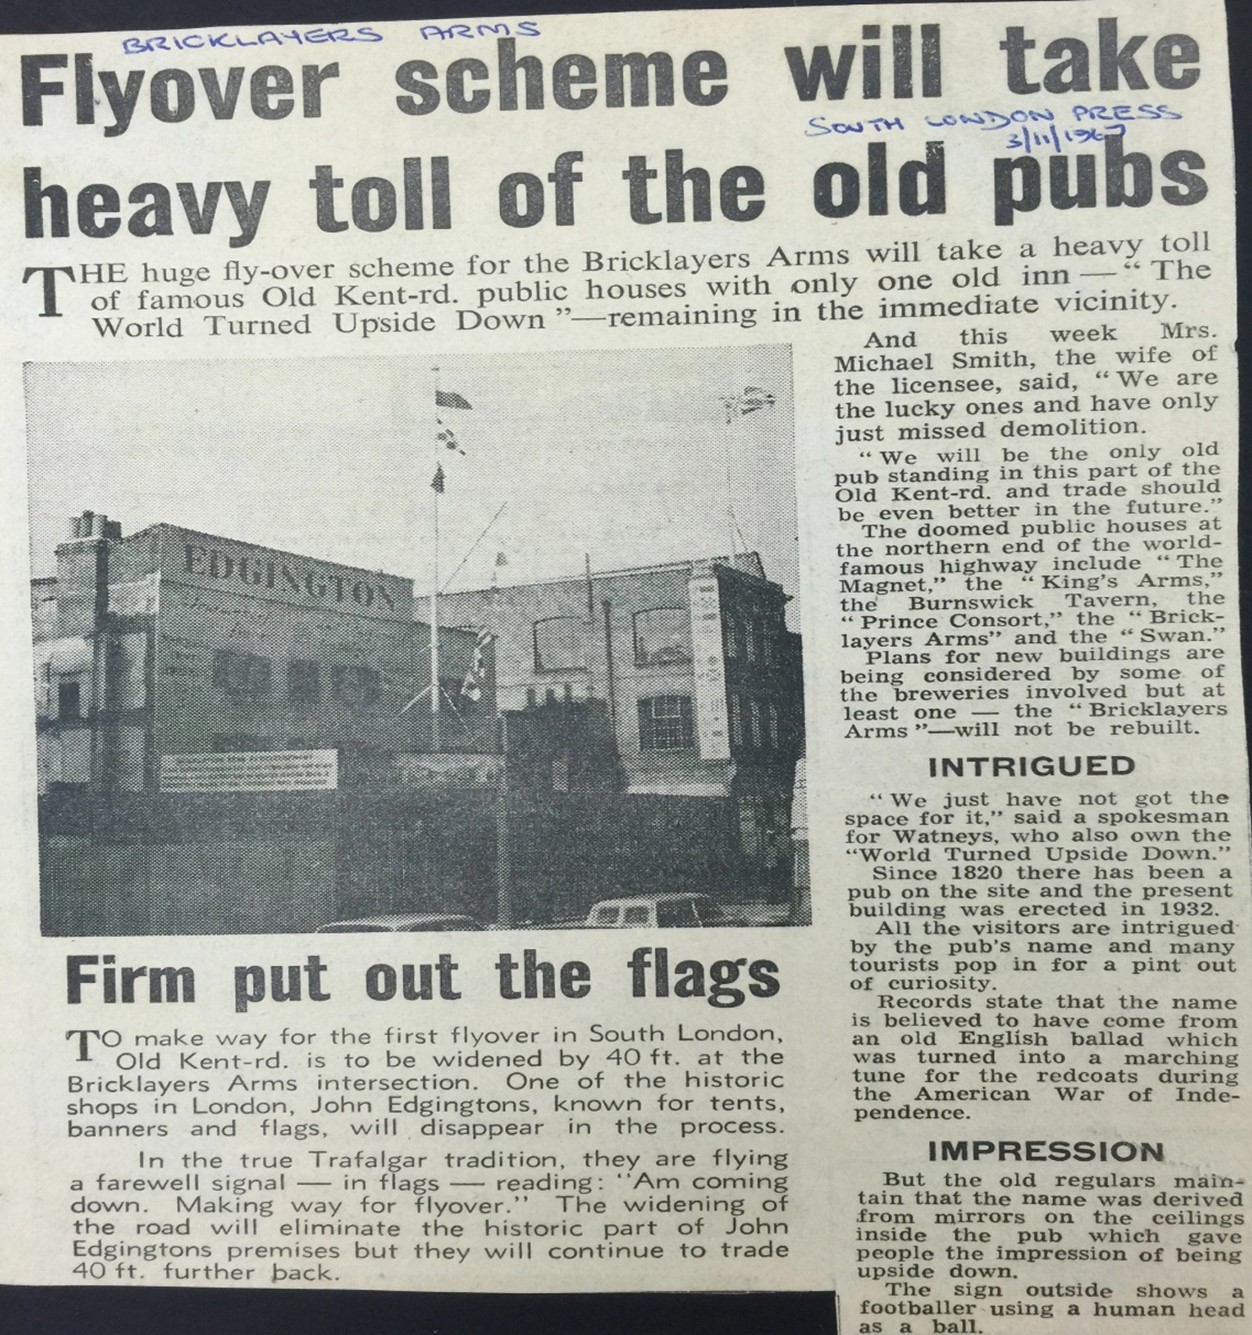 BRICKLAYERS ARMS
Flyover scheme will take
SOUTH LONDON PRESS
3/11/1967
heavy toll of the old pubs
THE huge fly-over scheme for the Bricklayers Arms will take a heavy toll
of famous Old Kent-rd. public houses with only one old inn — “ The
World Turned Upside Down ”—remaining in the immediate vicinity.
EDGINGTON
Firm put out the flags
TO make way for the first flyover in South London,
Old Kent-rd. is to be widened by 40 ft. at the
Bricklayers Arms intersection. One of the historic
shops in London, John Edgingtons, known for tents,
banners and flags, will disappear in the process.
In the true Trafalgar tradition, they are flying
a farewell signal — in flags — reading: “Am coming
down. Making way for flyover.” The widening of
the road will eliminate the historic part of John
Edgingtons premises but they will continue to trade
40 ft. further back.
And this week Mrs.
Michael Smith, the wife of
the licensee, said, “ We are
the lucky ones and have only
just missed demolition.
“ We will be the only old
pub standing in this part of the
Old Kent-rd. and trade should
be even better in the future.”
The doomed public houses at
the northern end of the world-
famous highway include “ The
Magnet,” the “ King's Arms,”
the Burnswick Tavern, the
“ Prince Consort,” the “ Brick-
layers Arms” and the “ Swan.”
Plans for new buildings are
being considered by some of
the breweries involved but at
least one — the “ Bricklayers
Arms ”—will not be rebuilt.
INTRIGUED
“ We just have not got the
space for it,” said a spokesman
for Watneys, who also own the
“World Turned Upside Down.”
Since 1820 there has been a
pub on the site and the present
building was erected in 1932.
All the visitors are intrigued
by the pub's name and many
tourists pop in for a pint out
of curiosity.
Records state that the name
is believed to have come from
an old English ballad which
was turned into a marching
tune for the redcoats during
the American War of Inde-
pendence.
IMPRESSION
But the old regulars main-
tain that the name was derived
from mirrors on the ceilings
inside the pub which gave
people the impression of being
upside down.
The sign outside shows a
footballer using a human head
as a ball.